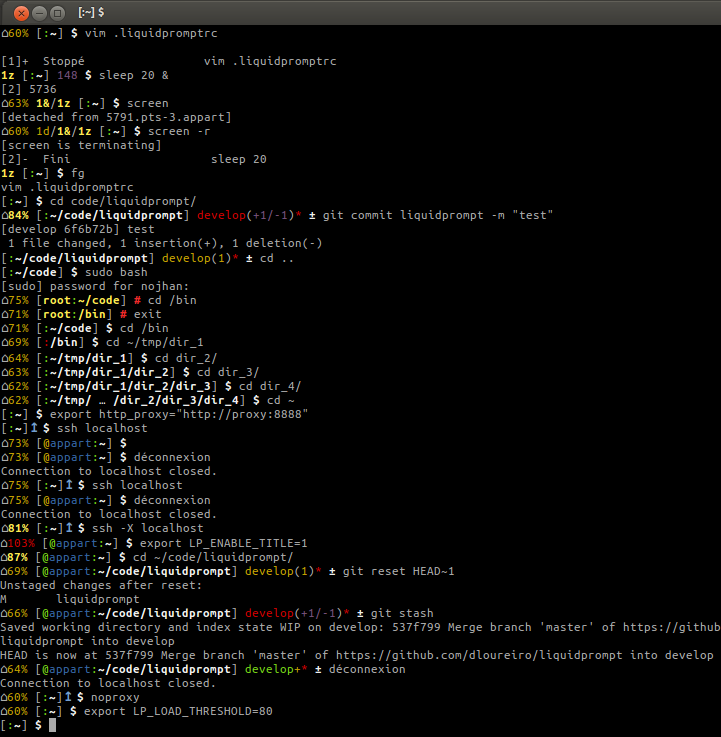 [:~] $
⌂60% [:~] $ vim .liquidpromptrc
[1]+  Stoppé                 vim .liquidpromptrc
1z [:~] 148 $ sleep 20 &
[2] 5736
⌂63% 1&/1z [:~] $ screen
[detached from 5791.pts-3.appart]
⌂60% 1d/1&/1z [:~] $ screen -r
[screen is terminating]
[2]-  Fini                    sleep 20
1z [:~] $ fg
vim .liquidpromptrc
[:~] $ cd code/liquidprompt/
⌂84% [:~/code/liquidprompt] develop(+1/-1)* ± git commit liquidprompt -m "test"
[develop 6f6b72b] test
 1 file changed, 1 insertion(+), 1 deletion(-)
[:~/code/liquidprompt] develop(1)* ± cd ..
[:~/code] $ sudo bash
[sudo] password for nojhan:
⌂75% [root:~/code] # cd /bin
⌂71% [root:/bin] # exit
⌂71% [:~/code] $ cd /bin
⌂69% [:/bin] $ cd ~/tmp/dir_1
⌂64% [:~/tmp/dir_1] $ cd dir_2/
⌂63% [:~/tmp/dir_1/dir_2] $ cd dir_3/
⌂62% [:~/tmp/dir_1/dir_2/dir_3] $ cd dir_4/
⌂62% [:~/tmp/ … /dir_2/dir_3/dir_4] $ cd ~
[:~] $ export http_proxy="http://proxy:8888"
[:~]↥ $ ssh localhost
⌂73% [@appart:~] $
⌂73% [@appart:~] $ déconnexion
Connection to localhost closed.
⌂75% [:~]↥ $ ssh localhost
⌂75% [@appart:~] $ déconnexion
Connection to localhost closed.
⌂81% [:~]↥ $ ssh -X localhost
⌂103% [@appart:~] $ export LP_ENABLE_TITLE=1
⌂87% [@appart:~] $ cd ~/code/liquidprompt/
⌂69% [@appart:~/code/liquidprompt] develop(1)* ± git reset HEAD~1
Unstaged changes after reset:
M       liquidprompt
⌂66% [@appart:~/code/liquidprompt] develop(+1/-1)* ± git stash
Saved working directory and index state WIP on develop: 537f799 Merge branch 'master' of https://github
liquidprompt into develop
HEAD is now at 537f799 Merge branch 'master' of https://github.com/dloureiro/liquidprompt into develop
⌂64% [@appart:~/code/liquidprompt] develop+* ± déconnexion
Connection to localhost closed.
⌂60% [:~]↥ $ noproxy
⌂60% [:~] $ export LP_LOAD_THRESHOLD=80
[:~] $